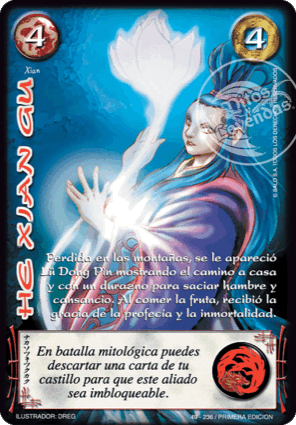 4
4
Xian
HE XIAN GU
Mitos y Leyendas
Perdida en las montañas, se le apareció
Lü Dong Pin mostrando el camino a casa
y con un durazno para saciar hambre y
cansancio. Al comer la fruta, recibió la
gracia de la profecía y la inmortalidad.
En batalla mitológica puedes
descartar una carta de tu
castillo para que este aliado
sea imbloqueable.
ILUSTRADOR: DREG
49 - 236 / PRIMERA EDICION